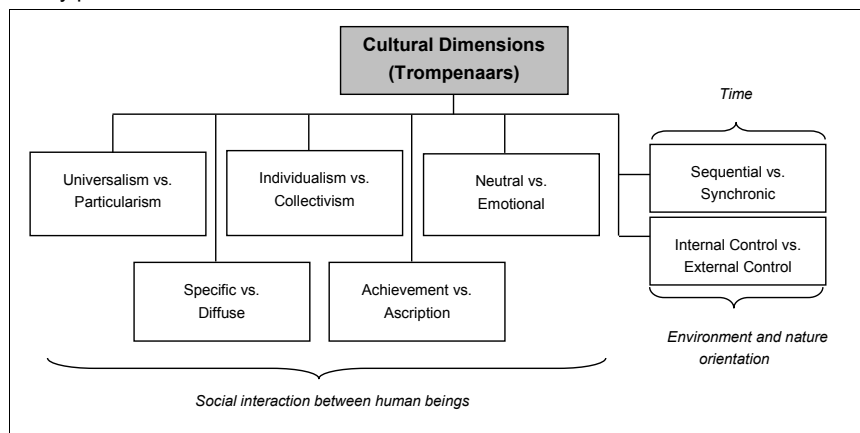 Cultural Dimensions
(Trompenaars)
Time
Universalism vs.
Particularism
Individualism vs.
Collectivism
Neutral vs.
Emotional
Sequential vs.
Synchronic
Internal Control vs.
External Control
Specific vs.
Diffuse
Achievement vs.
Ascription
Environment and nature
orientation
Social interaction between human beings